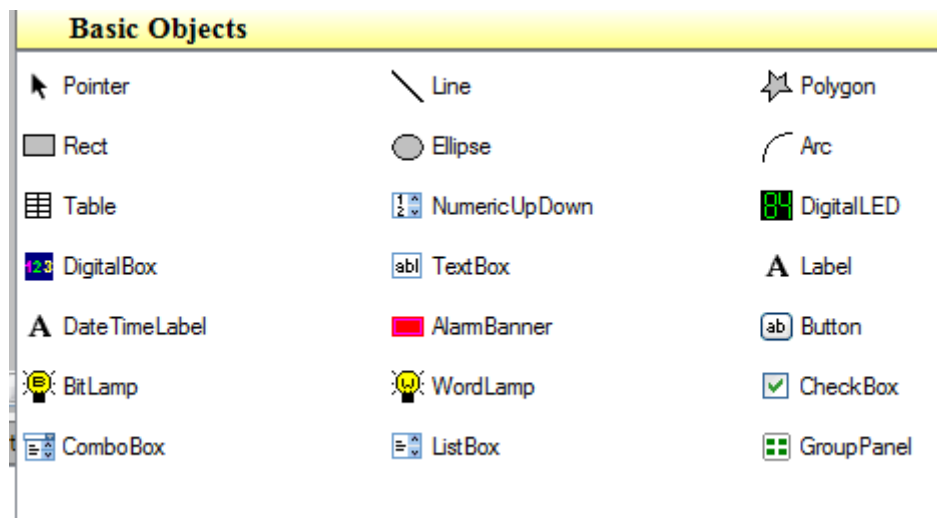 Basic Objects
Pointer Line Polygon
Rect Ellipse Arc
Table NumericUpDown DigitalLED
DigitalBox TextBox Label
DateTimeLabel AlarmBanner Button
BitLamp WordLamp CheckBox
ComboBox ListBox GroupPanel